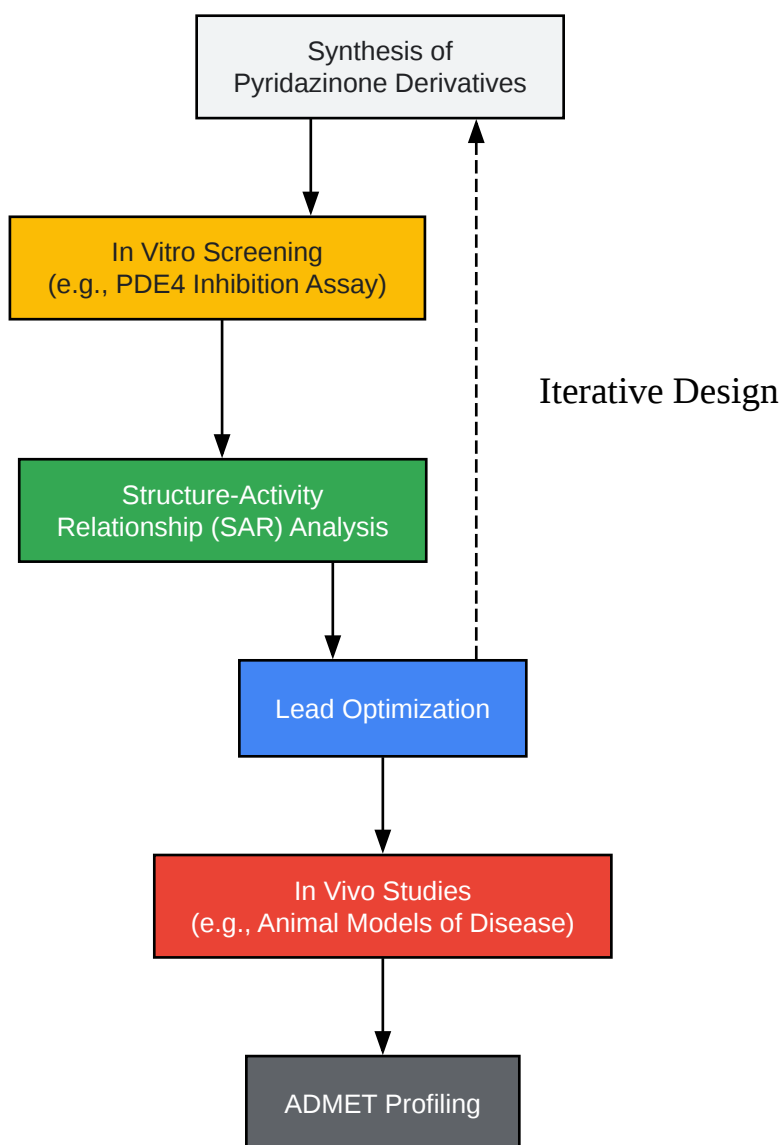 Synthesis of
Pyridazinone Derivatives
In Vitro Screening
(e.g., PDE4 Inhibition Assay)
Iterative Design
Structure-Activity
Relationship (SAR) Analysis
Lead Optimization
In Vivo Studies
(e.g., Animal Models of Disease)
ADMET Profiling